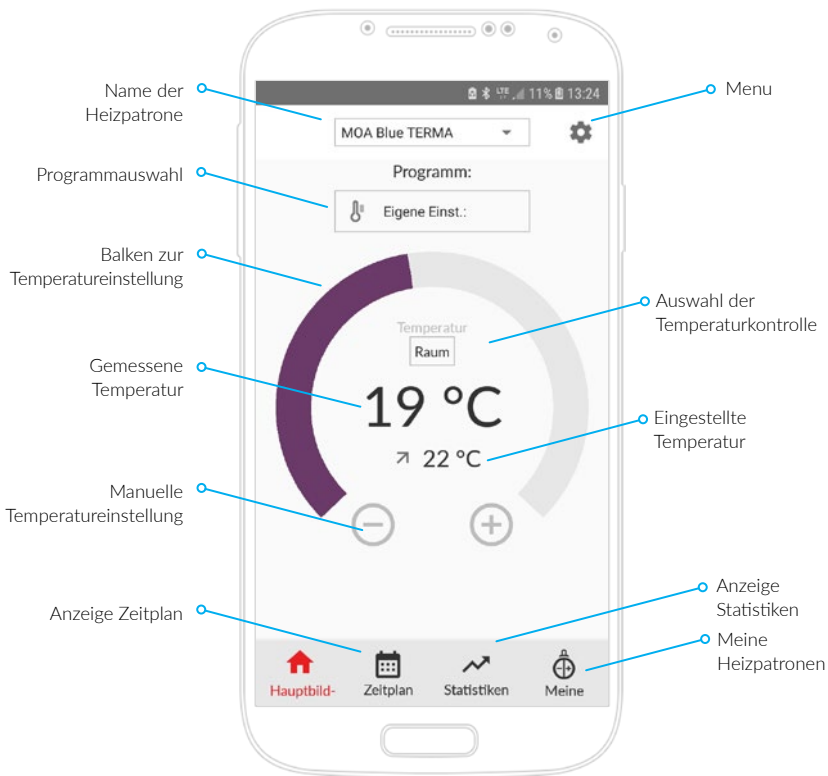 LTE 11% 13:24
Name der
Heizpatrone
Menu
MOA Blue TERMA
Programmauswahl
Programm:
Eigene Einst.:
Balken zur
Temperatureinstellung
Auswahl der
Temperaturkontrolle
Temperatur
Raum
Gemessene
Temperatur
19 °C
Eingestellte
Temperatur
22 °C
Manuelle
Temperatureinstellung
Anzeige Zeitplan
Anzeige
Statistiken
Meine
Heizpatronen
Hauptbild-
Zeitplan
Statistiken
Meine